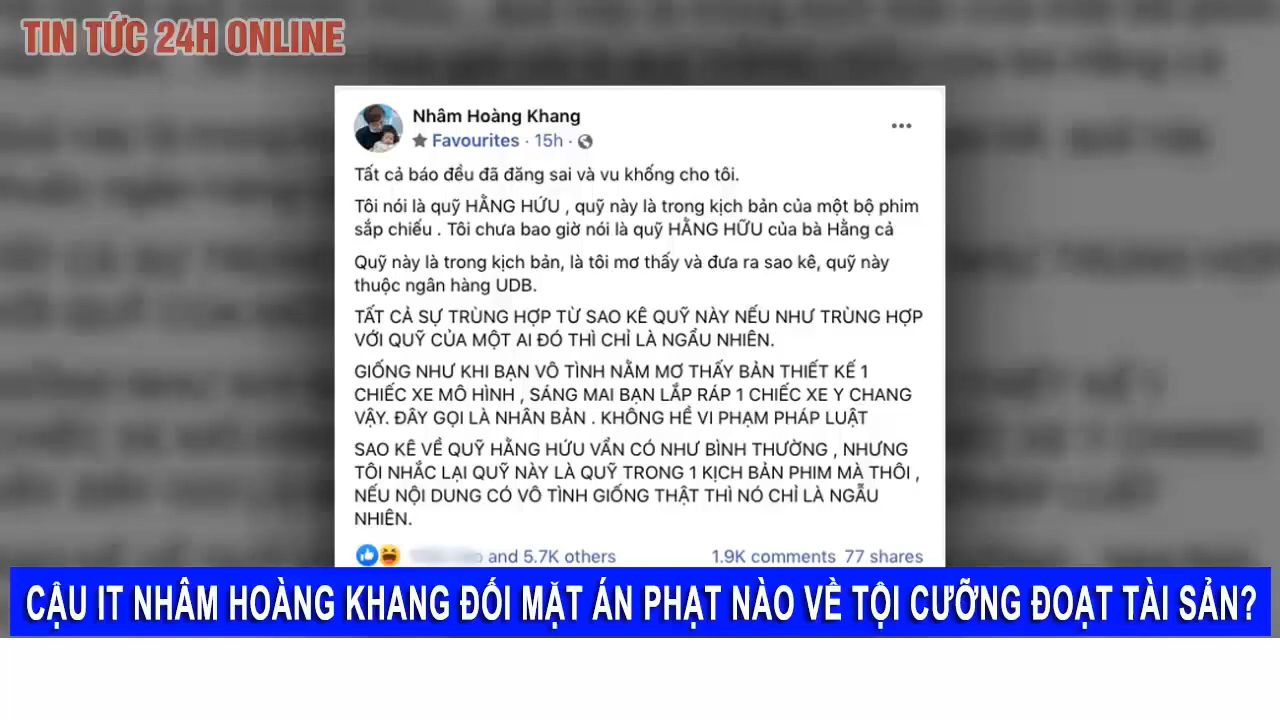 TIN TỨC 24H ONLINE
Nhâm Hoàng Khang
Favourites · 15h ·
Tất cả báo đều đã đăng sai và vu khống cho tôi.
Tôi nói là quỹ HẰNG HỨU , quỹ này là trong kịch bản của một bộ phim
sắp chiếu . Tôi chưa bao giờ nói là quỹ HẰNG HỮU của bà Hằng cả
Quỹ này là trong kịch bản, là tôi mơ thấy và đưa ra sao kê, quỹ này
thuộc ngân hàng UDB.
TẤT CẢ SỰ TRÙNG HỢP TỪ SAO KÊ QUỸ NÀY NẾU NHƯ TRÙNG HỢP
VỚI QUỸ CỦA MỘT AI ĐÓ THÌ CHỈ LÀ NGẨU NHIÊN.
GIỐNG NHƯ KHI BẠN VÔ TÌNH NẰM MƠ THẤY BẢN THIẾT KẾ 1
CHIẾC XE MÔ HÌNH , SÁNG MAI BẠN LẮP RÁP 1 CHIẾC XE Y CHANG
VẬY. ĐÂY GỌI LÀ NHÂN BẢN . KHÔNG HỀ VI PHẠM PHÁP LUẬT
SAO KÊ VỀ QUỸ HẰNG HỨU VẨN CÓ NHƯ BÌNH THƯỜNG , NHƯNG
TÔI NHẮC LẠI QUỸ NÀY LÀ QUỸ TRONG 1 KỊCH BẢN PHIM MÀ THÔI ,
NẾU NỘI DUNG CÓ VÔ TÌNH GIỐNG THẬT THÌ NÓ CHỈ LÀ NGẪU
NHIÊN.
and 5.7K others 1.9K comments 77 shares
CẬU IT NHÂM HOÀNG KHANG ĐỐI MẶT ÁN PHẠT NÀO VỀ TỘI CƯỠNG ĐOẠT TÀI SẢN?